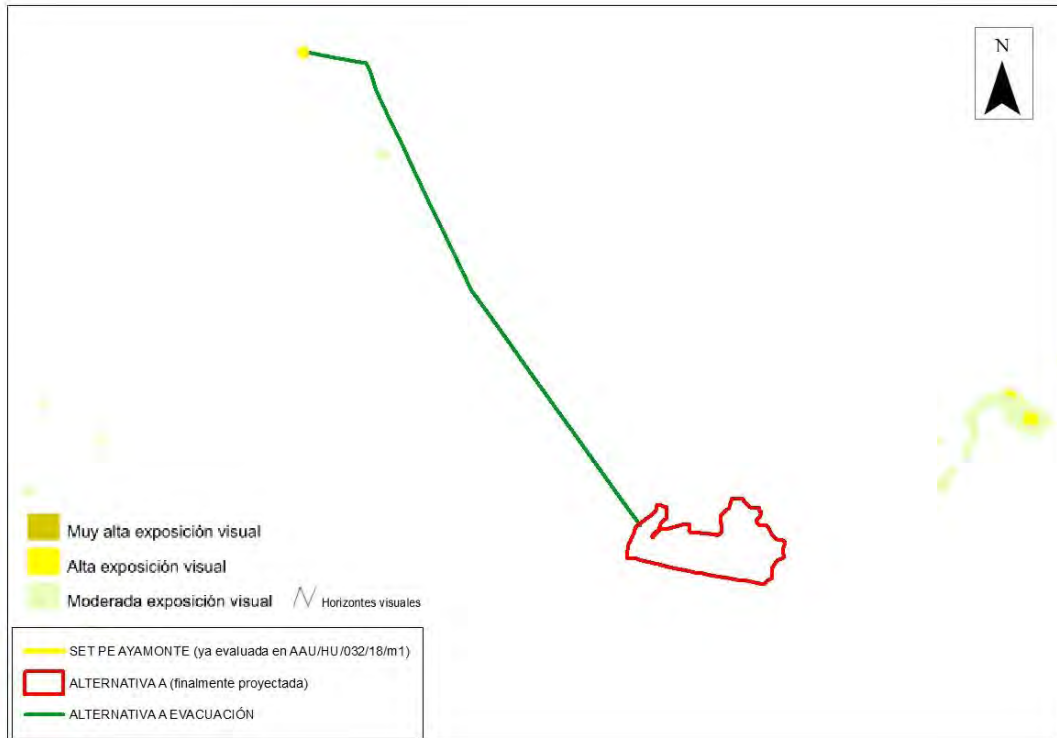 N
Muy alta exposición visual
Alta exposición visual
Moderada exposición visual
Horizontes visuales
SET PE AYAMONTE (ya evaluada en AAU/HU/032/18/m1)
ALTERNATIVA A (finalmente proyectada)
ALTERNATIVA A EVACUACIÓN